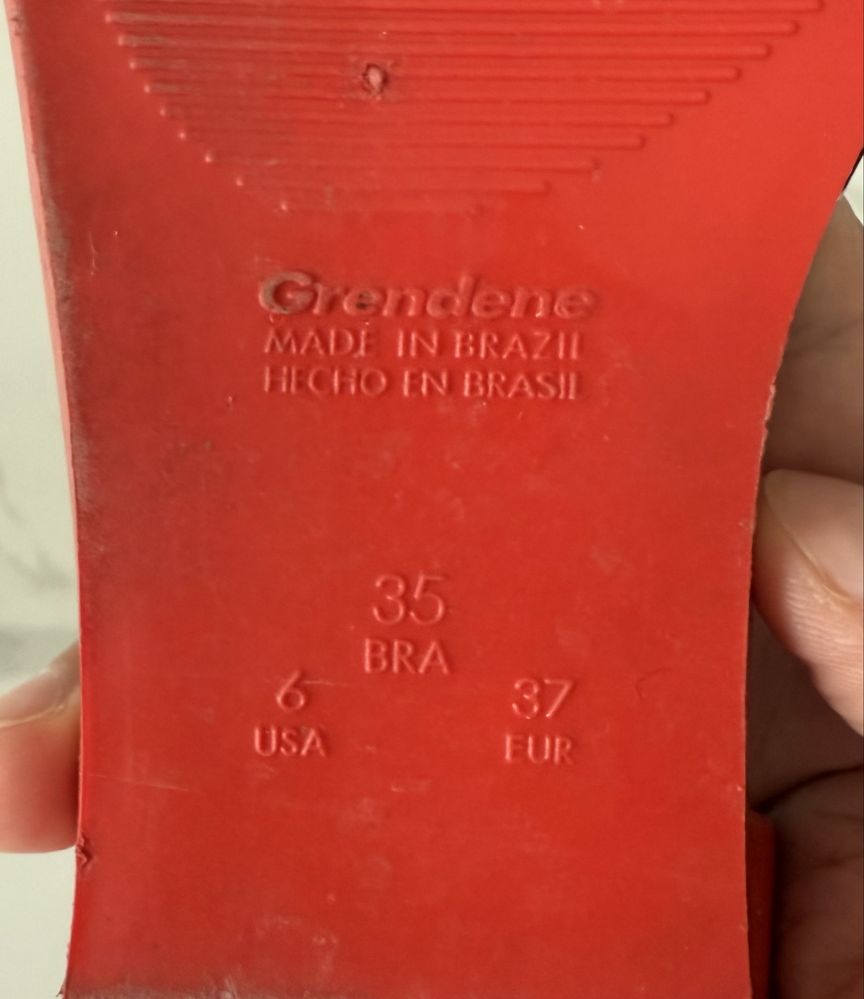 Grendene
MADE IN BRAZIL
HECHO EN BRASIL
35
BRA
6
USA
37
EUR